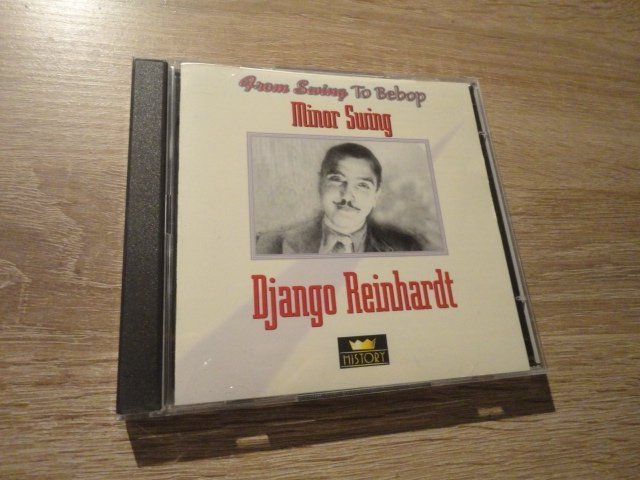 From Swing To Bebop
Minor Swing
Django Reinhardt
HiSTORY